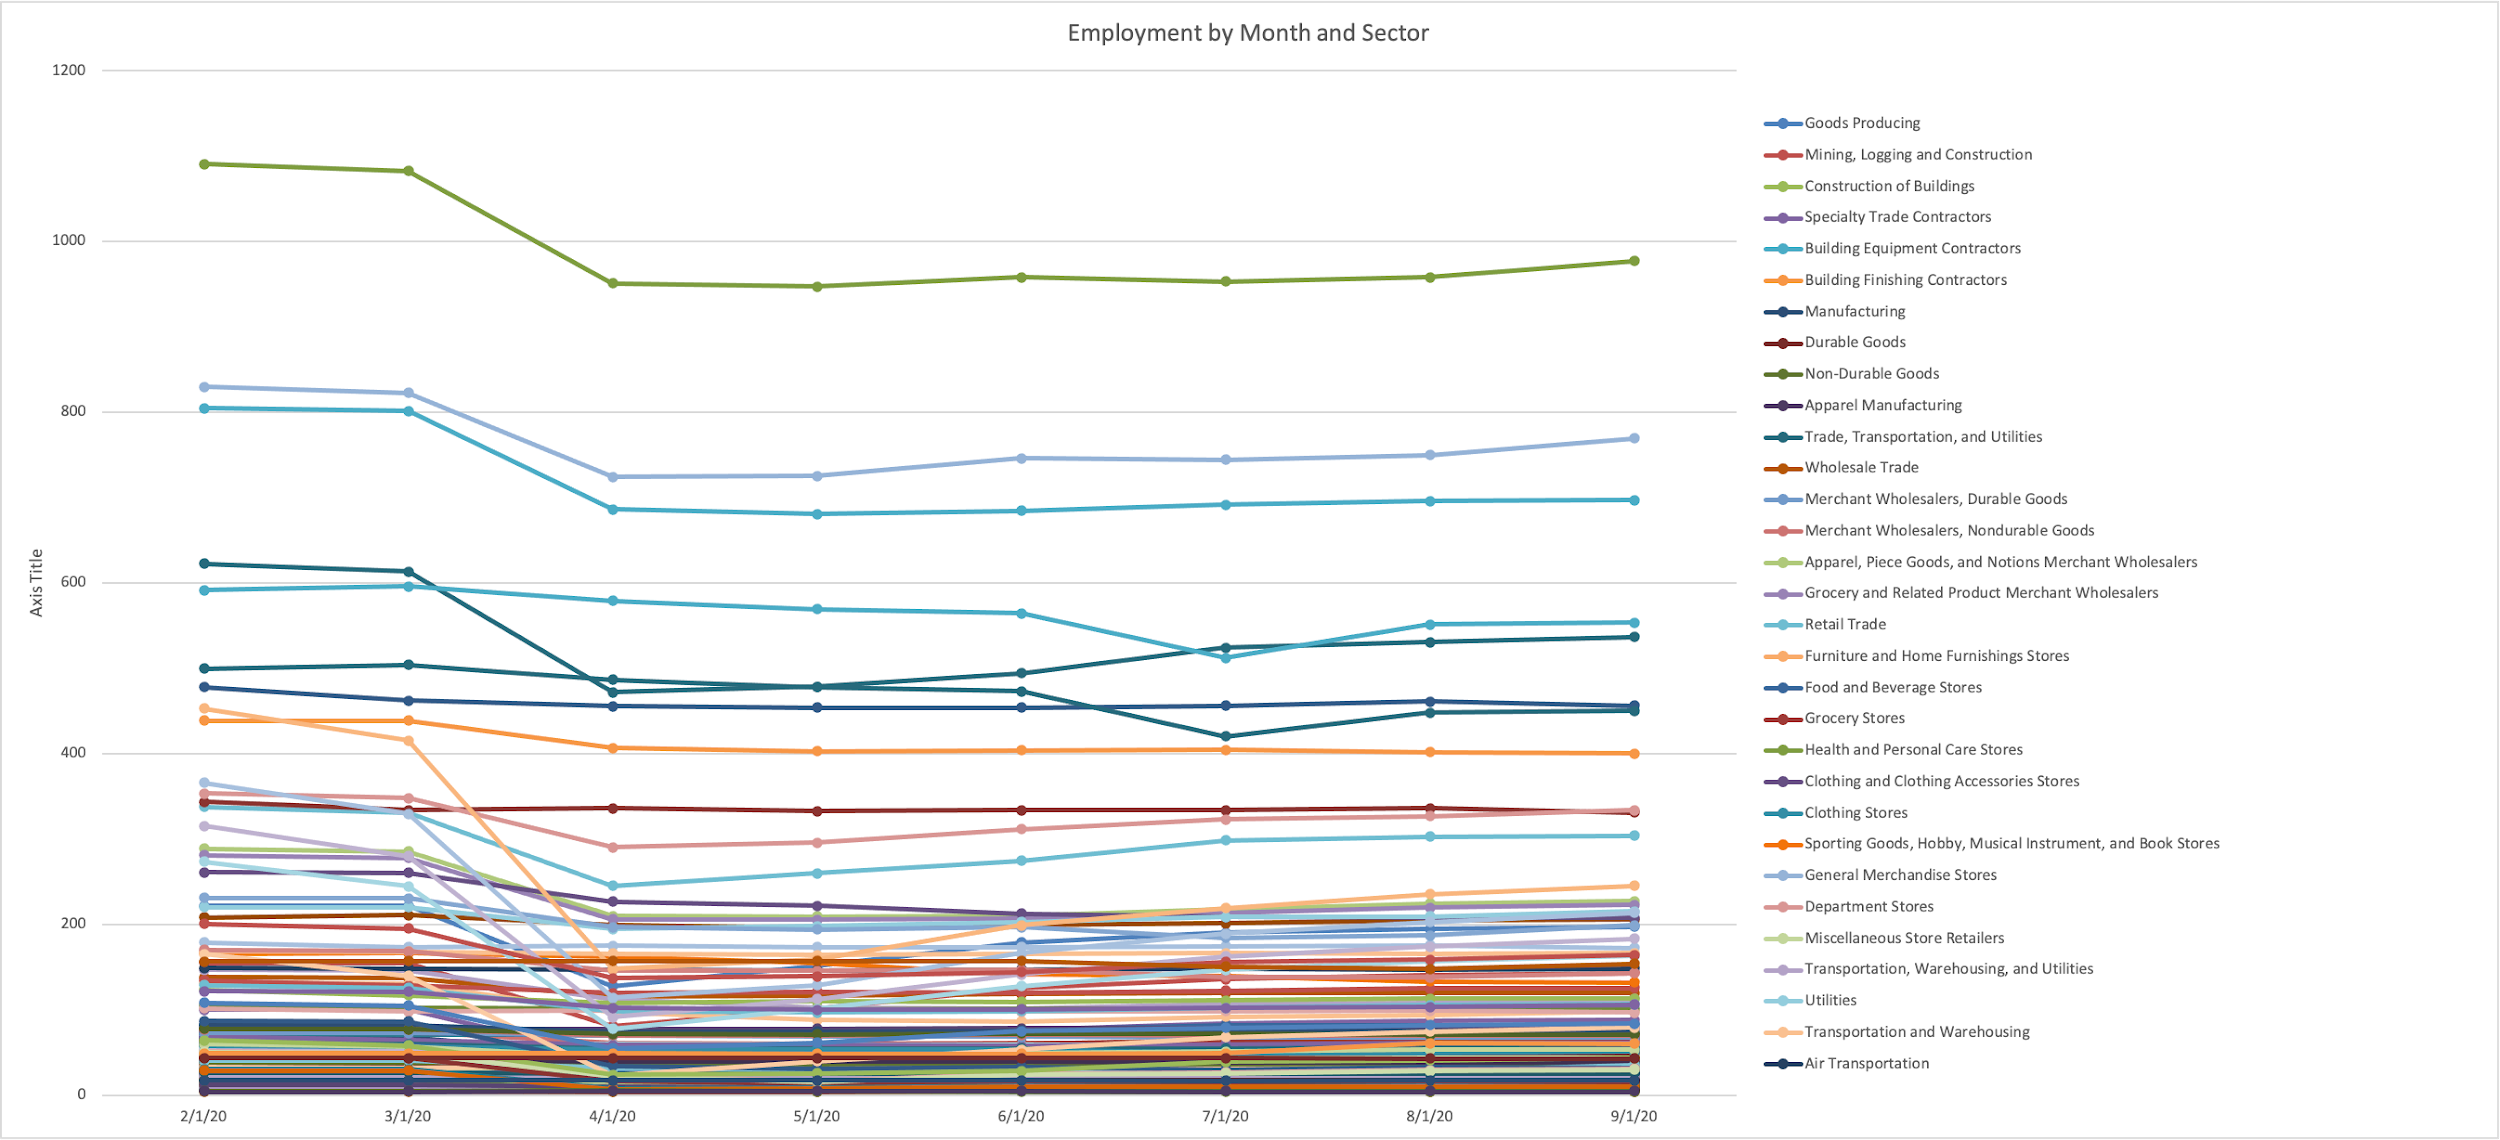 Employment by Month and Sector
1200
1000
800
600
400
200
0
Axis Title
2/1/20 3/1/20 4/1/20 5/1/20 6/1/20 7/1/20 8/1/20 9/1/20
Goods Producing
Mining, Logging and Construction
Construction of Buildings
Specialty Trade Contractors
Building Equipment Contractors
Building Finishing Contractors
Manufacturing
Durable Goods
Non-Durable Goods
Apparel Manufacturing
Trade, Transportation, and Utilities
Wholesale Trade
Merchant Wholesalers, Durable Goods
Merchant Wholesalers, Nondurable Goods
Apparel, Piece Goods, and Notions Merchant Wholesalers
Grocery and Related Product Merchant Wholesalers
Retail Trade
Furniture and Home Furnishings Stores
Food and Beverage Stores
Grocery Stores
Health and Personal Care Stores
Clothing and Clothing Accessories Stores
Clothing Stores
Sporting Goods, Hobby, Musical Instrument, and Book Stores
General Merchandise Stores
Department Stores
Miscellaneous Store Retailers
Transportation, Warehousing, and Utilities
Utilities
Transportation and Warehousing
Air Transportation